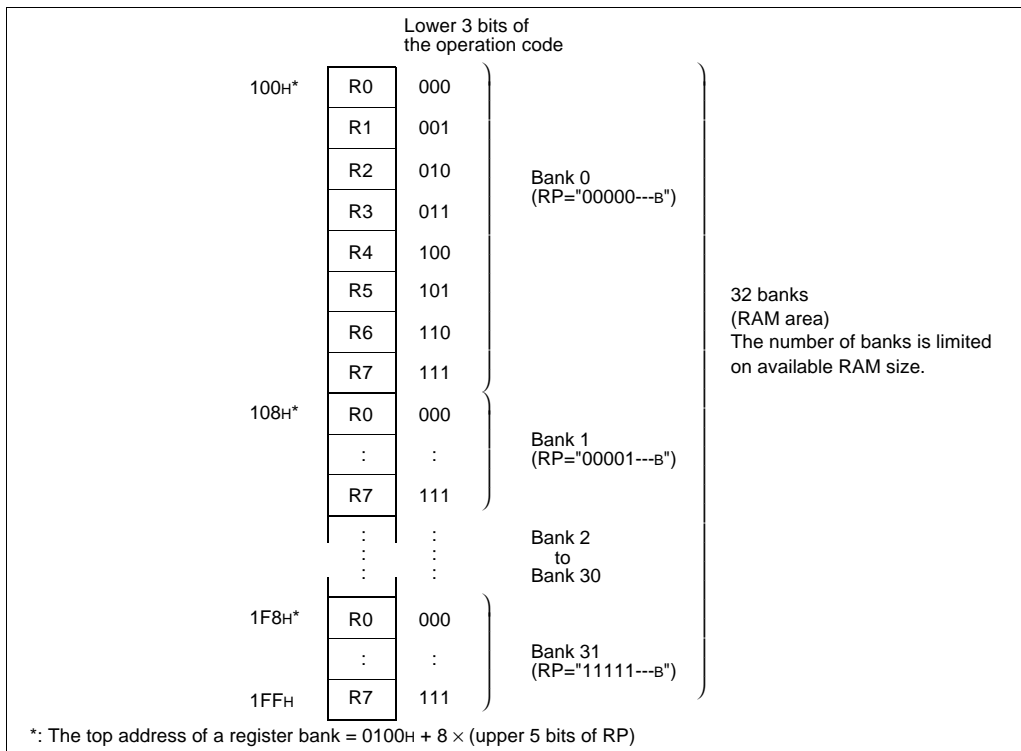 Lower 3 bits of
the operation code
100H* R0 000
R1 001
R2 010
Bank 0
(RP="00000---B")
R3 011
R4 100
R5 101
32 banks
(RAM area)
The number of banks is limited
on available RAM size.
R6 110
R7 111
108H* R0 000
Bank 1
(RP="00001---B")
: :
R7 111
: :
: :
: :
Bank 2
to
Bank 30
1F8H* R0 000
: :
Bank 31
(RP="11111---B")
1FFH R7 111
*: The top address of a register bank = 0100H + 8 × (upper 5 bits of RP)